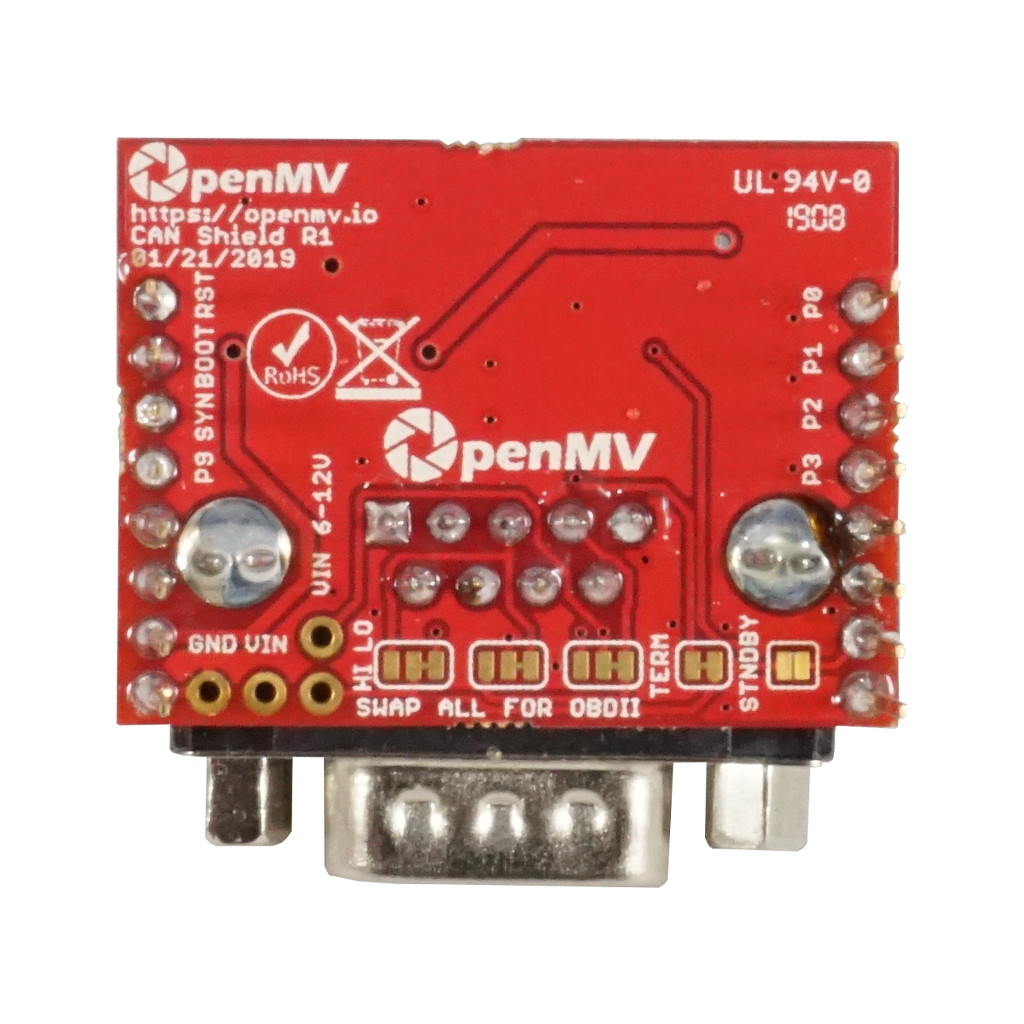 OpenMV
https://openmv.io
CAN Shield R1
01/21/2019
UL 94V-0
1908
RST
BOOT
SYN
P9
P0
P1
P2
P3
RoHS
OpenMV
VIN 6-12V
GND VIN
HI LO
TERM
STNDBY
SWAP ALL FOR OBDII